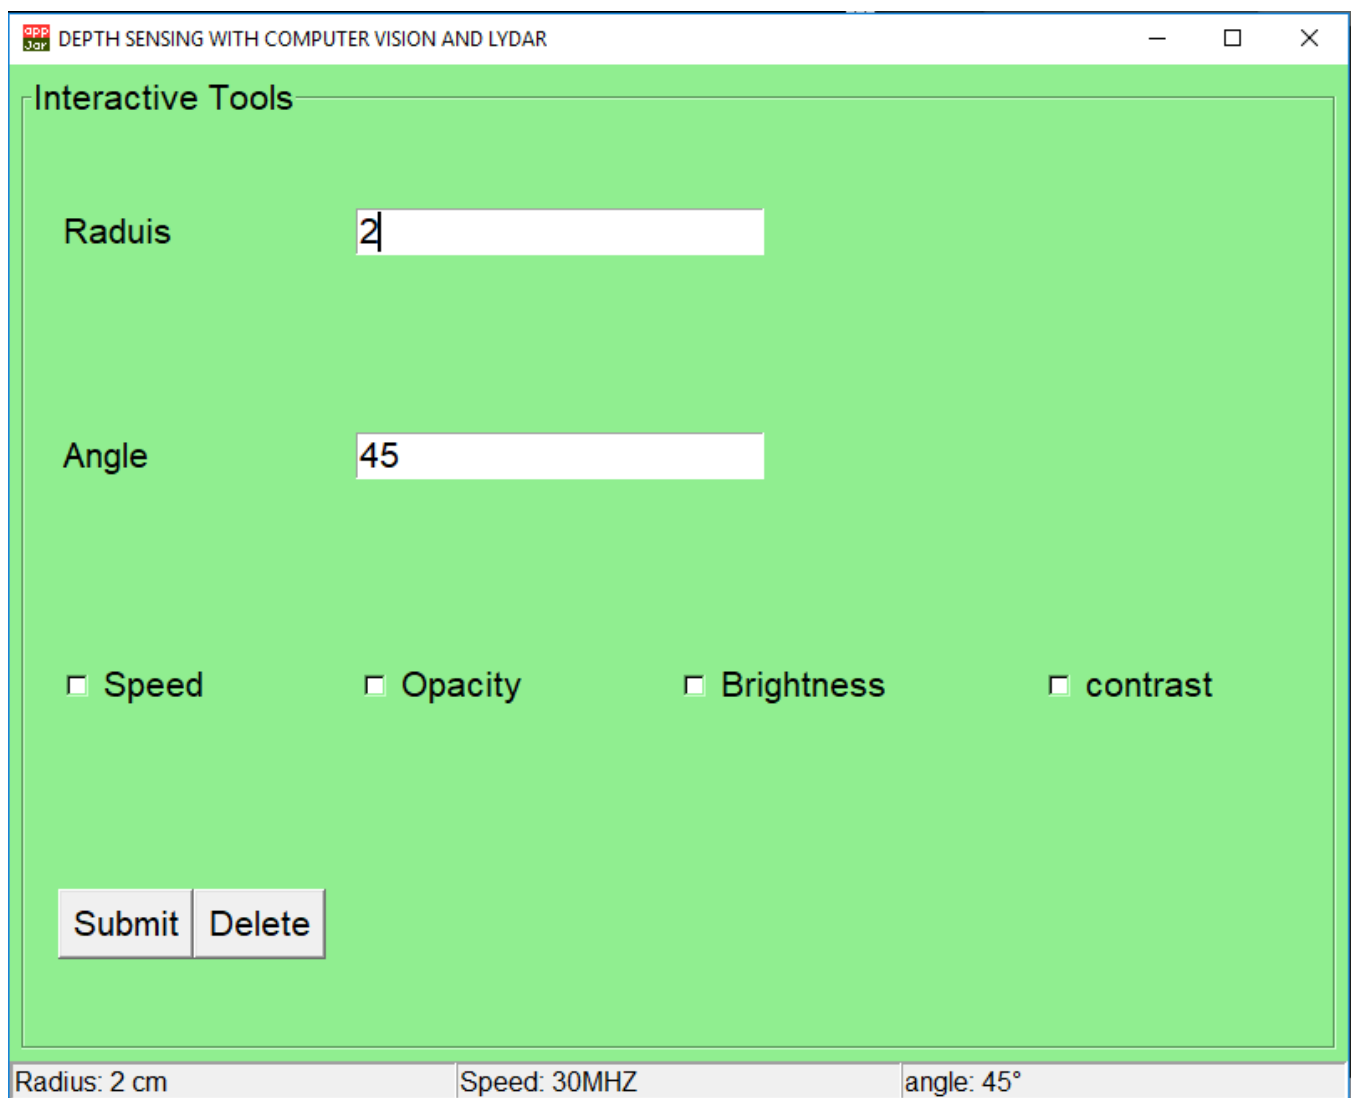 app
Jar
DEPTH SENSING WITH COMPUTER VISION AND LYDAR
Interactive Tools
Raduis 2
Angle 45
Speed Opacity Brightness contrast
Submit Delete
Radius: 2 cm Speed: 30MHZ angle: 45°